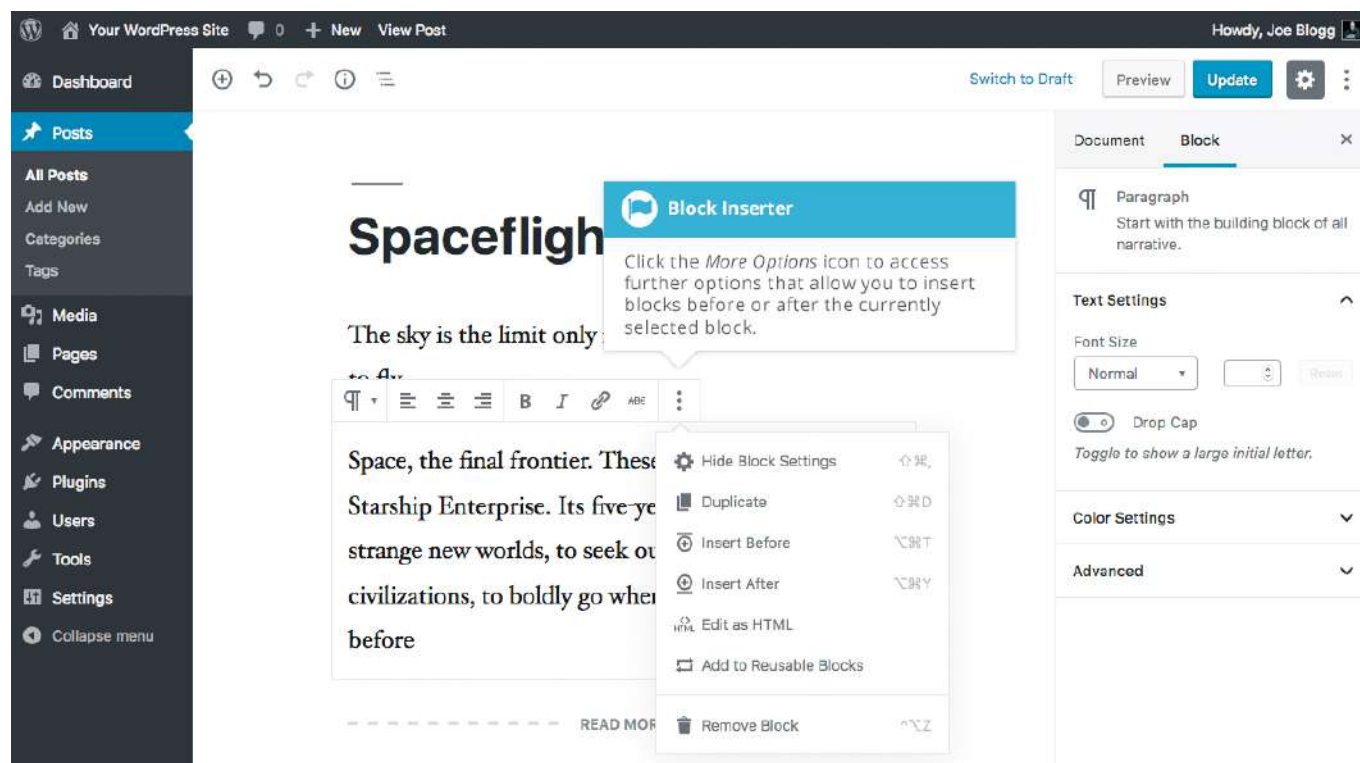 Your WordPress Site 0 New View Post
Howdy, Joe Blogg
Dashboard
Posts
All Posts
Add New
Categories
Tags
Media
Pages
Comments
Appearance
Plugins
Users
Tools
Settings
Collapse menu
Switch to Draft Preview Update
Spacefligh
The sky is the limit only
to fly
B I ABE
Space, the final frontier. These
Starship Enterprise. Its five-ye
strange new worlds, to seek ou
civilizations, to boldly go when
before
READ MOR
Block Inserter
Click the More Options icon to access
further options that allow you to insert
blocks before or after the currently
selected block.
Hide Block Settings ⇧⌘,
Duplicate ⇧⌘D
Insert Before ⌥⌘T
Insert After ⌥⌘Y
HTML Edit as HTML
Add to Reusable Blocks
Remove Block ^⌥Z
Document Block
Paragraph
Start with the building block of all
narrative.
Text Settings
Font Size
Normal Reset
Drop Cap
Toggle to show a large initial letter.
Color Settings
Advanced